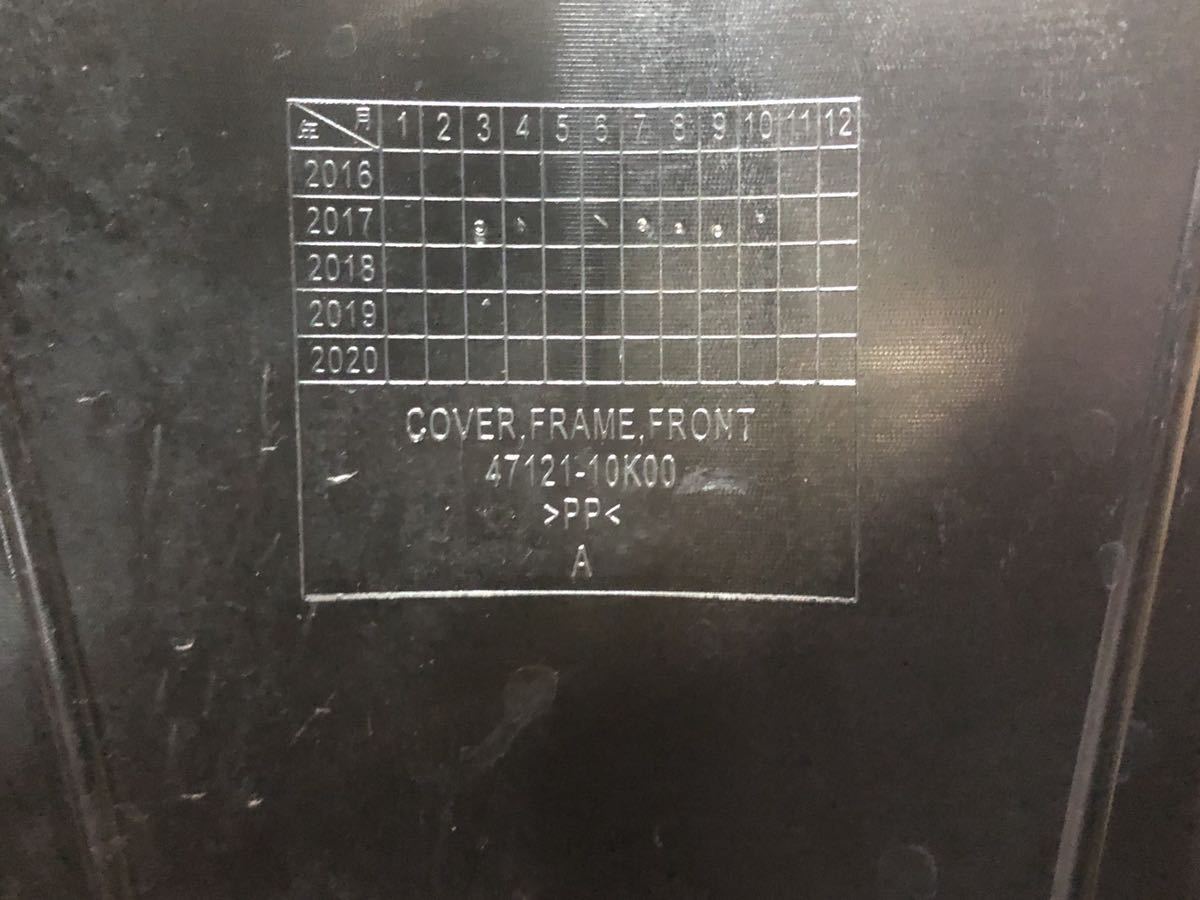 年 月 1 2 3 4 5 6 7 8 9 10 11 12
2016
2017
2018
2019
2020
COVER,FRAME,FRONT
47121-10K00
>PP<
A